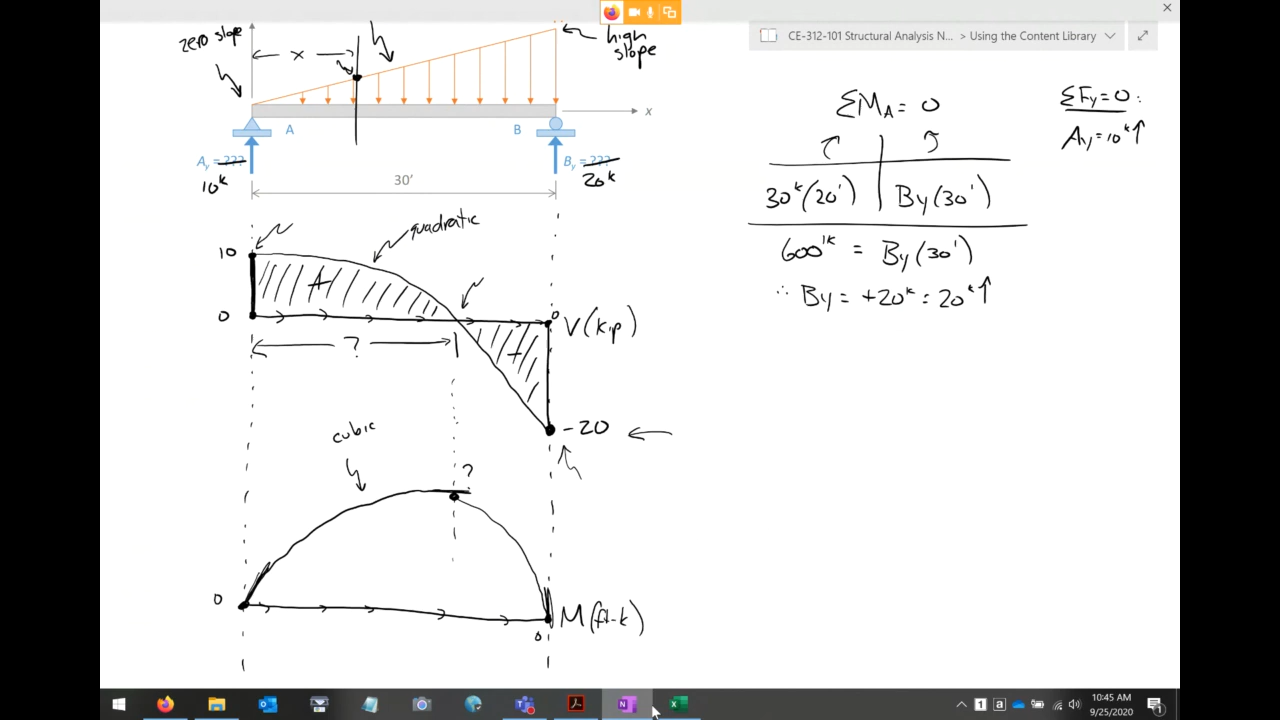 CE-312-101 Structural Analysis N... > Using the Content Library
zero slope
x
high slope
x
A
B
Ay = ???
10k
By = ???
20k
30'
ΣMA = 0
ΣFy = 0:
Ay = 10k↑
30k(20') | By(30')
600'k = By(30')
∴ By = +20k = 20k↑
quadratic
10
+
0
0
V(kip)
?
-
-20
cubic
?
0
M(ft-k)
0
1
a
10:45 AM
9/25/2020
1